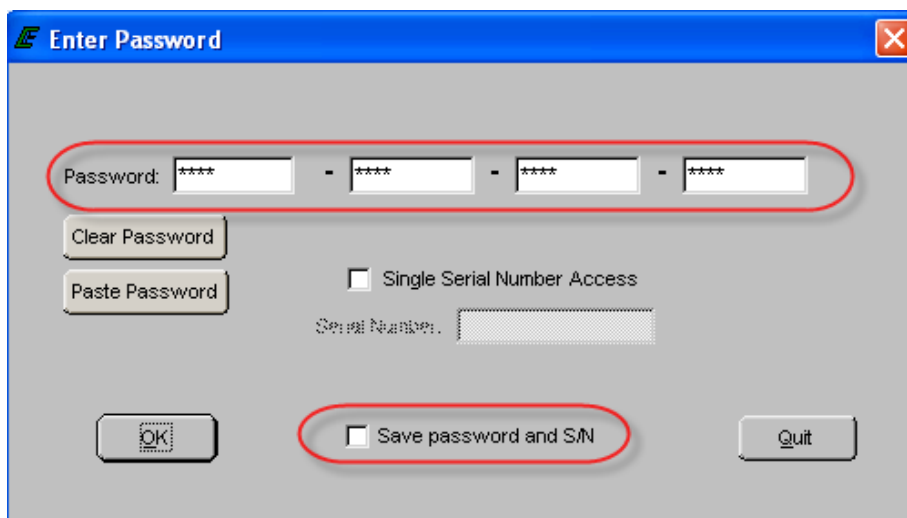 Enter Password
Password: **** - **** - **** - ****
Clear Password
Paste Password
Single Serial Number Access
Serial Number:
OK
Save password and S/N
Quit